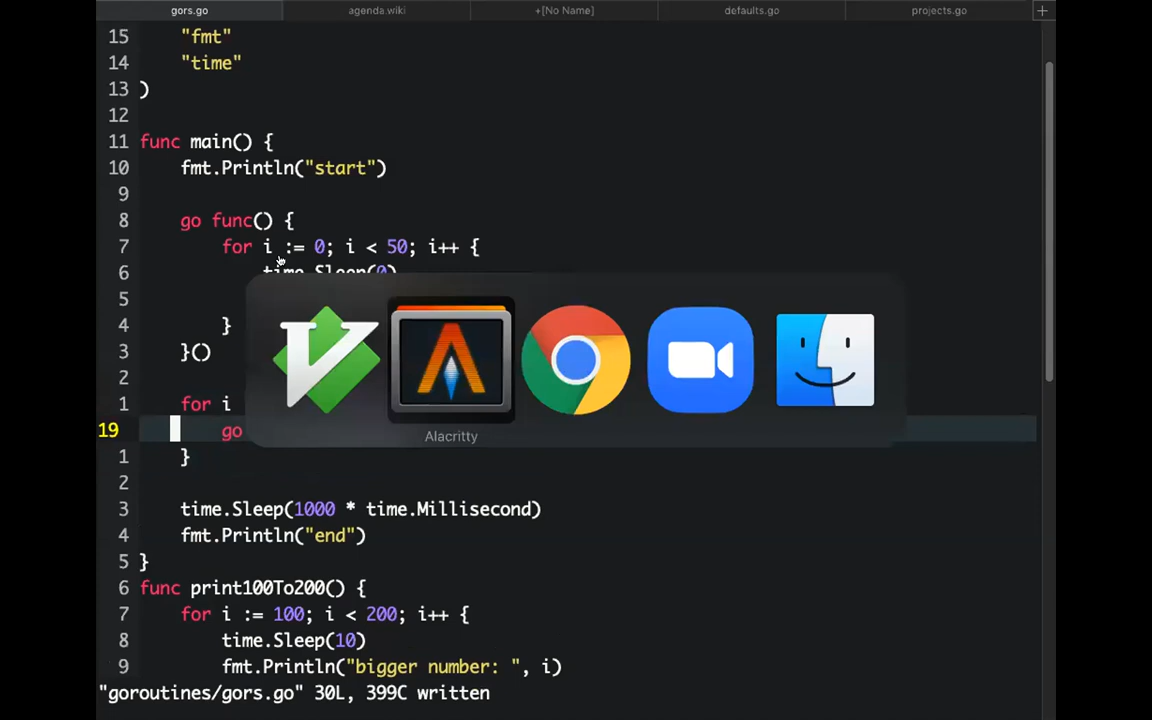 gors.go agenda.wiki +[No Name] defaults.go projects.go +
15 "fmt"
14 "time"
13 )
12
11 func main() {
10 fmt.Println("start")
9
8 go func() {
7 for i := 0; i < 50; i++ {
6 time.Sleep(0)
5
4 }
3 }()
2
1 for i
19 go
Alacritty
1 }
2
3 time.Sleep(1000 * time.Millisecond)
4 fmt.Println("end")
5 }
6 func print100To200() {
7 for i := 100; i < 200; i++ {
8 time.Sleep(10)
9 fmt.Println("bigger number: ", i)
"goroutines/gors.go" 30L, 399C written